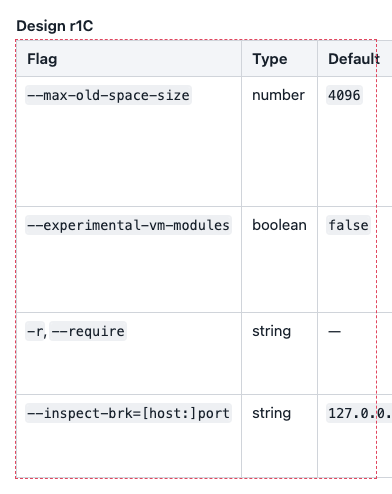 Design r1C
Flag Type Default
--max-old-space-size number 4096
--experimental-vm-modules boolean false
-r, --require string —
--inspect-brk=[host:]port string 127.0.0.